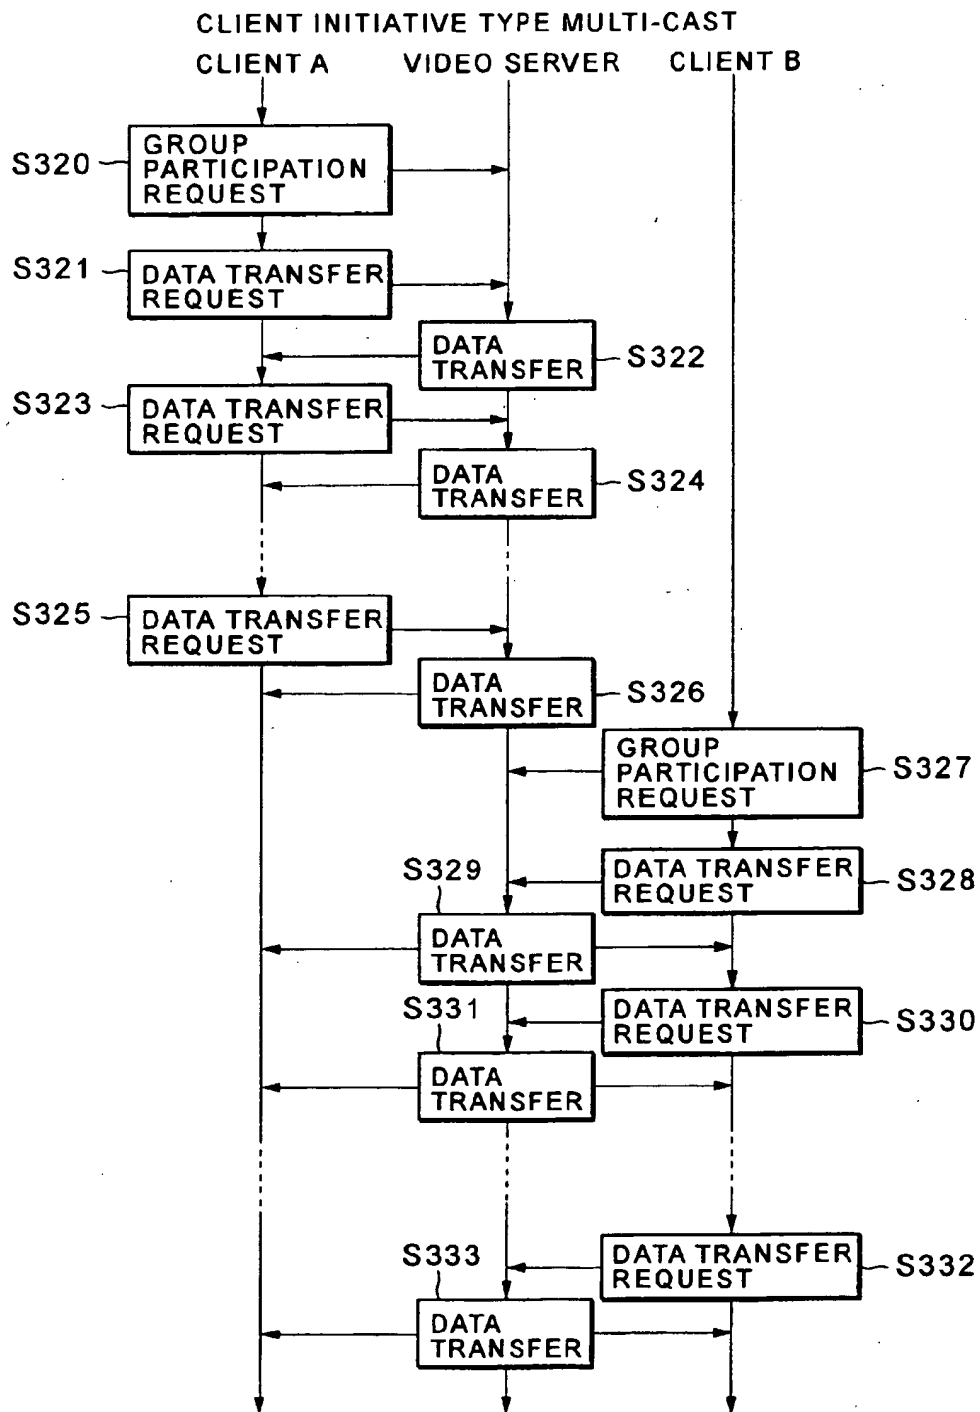 CLIENT INITIATIVE TYPE MULTI-CAST
CLIENT A VIDEO SERVER CLIENT B
S320
GROUP
PARTICIPATION
REQUEST
S321
DATA TRANSFER
REQUEST
DATA
TRANSFER
S322
S323
DATA TRANSFER
REQUEST
DATA
TRANSFER
S324
S325
DATA TRANSFER
REQUEST
DATA
TRANSFER
S326
GROUP
PARTICIPATION
REQUEST
S327
DATA TRANSFER
REQUEST
S328
S329
DATA
TRANSFER
DATA TRANSFER
REQUEST
S330
S331
DATA
TRANSFER
DATA TRANSFER
REQUEST
S332
S333
DATA
TRANSFER